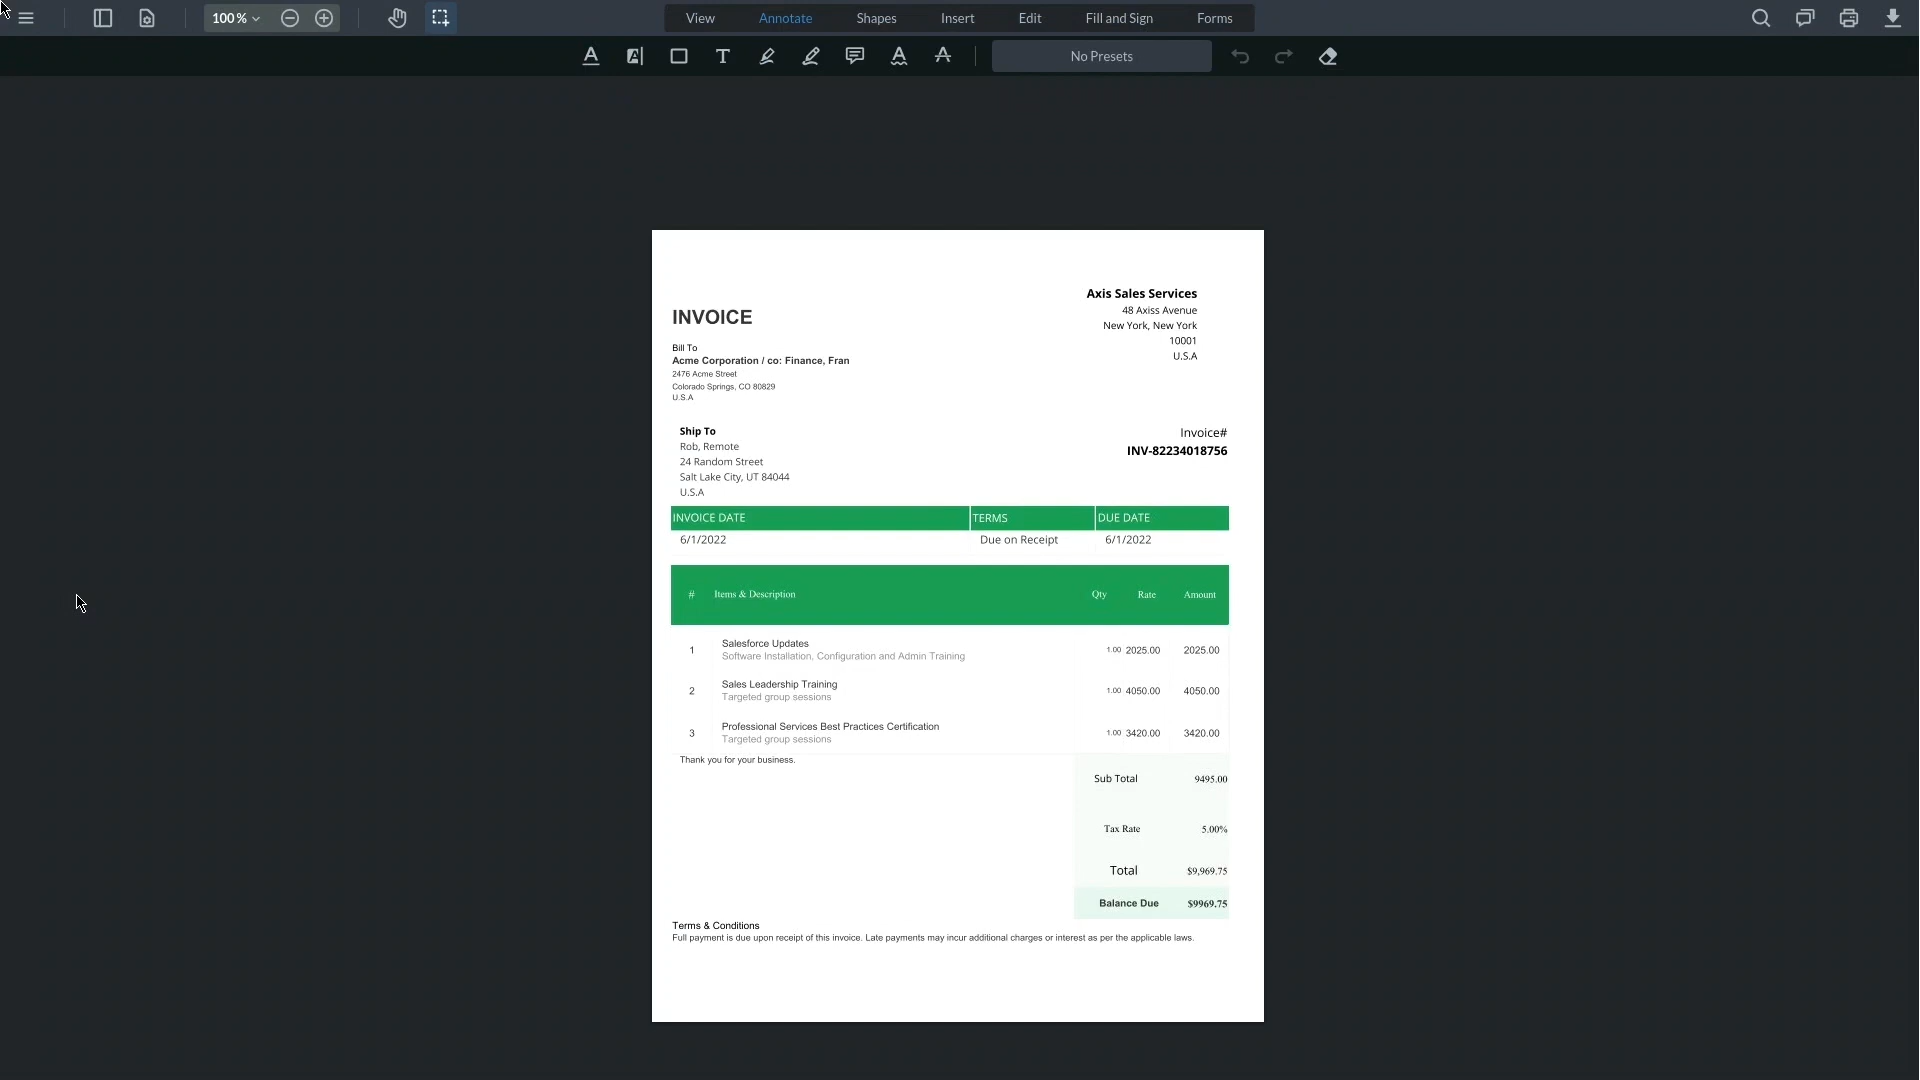 100%
View Annotate Shapes Insert Edit Fill and Sign Forms
No Presets
Axis Sales Services
48 Axiss Avenue
New York, New York
10001
U.S.A
INVOICE
Bill To
Acme Corporation / co: Finance, Fran
2476 Acme Street
Colorado Springs, CO 80829
U.S.A
Ship To
Rob, Remote
24 Random Street
Salt Lake City, UT 84044
U.S.A
Invoice#
INV-82234018756
INVOICE DATE TERMS DUE DATE
6/1/2022 Due on Receipt 6/1/2022
# Items & Description Qty Rate Amount
1 Salesforce Updates 1.00 2025.00 2025.00
Software Installation, Configuration and Admin Training
2 Sales Leadership Training 1.00 4050.00 4050.00
Targeted group sessions
3 Professional Services Best Practices Certification 1.00 3420.00 3420.00
Targeted group sessions
Thank you for your business.
Sub Total 9495.00
Tax Rate 5.00%
Total $9,969.75
Balance Due $9969.75
Terms & Conditions
Full payment is due upon receipt of this invoice. Late payments may incur additional charges or interest as per the applicable laws.